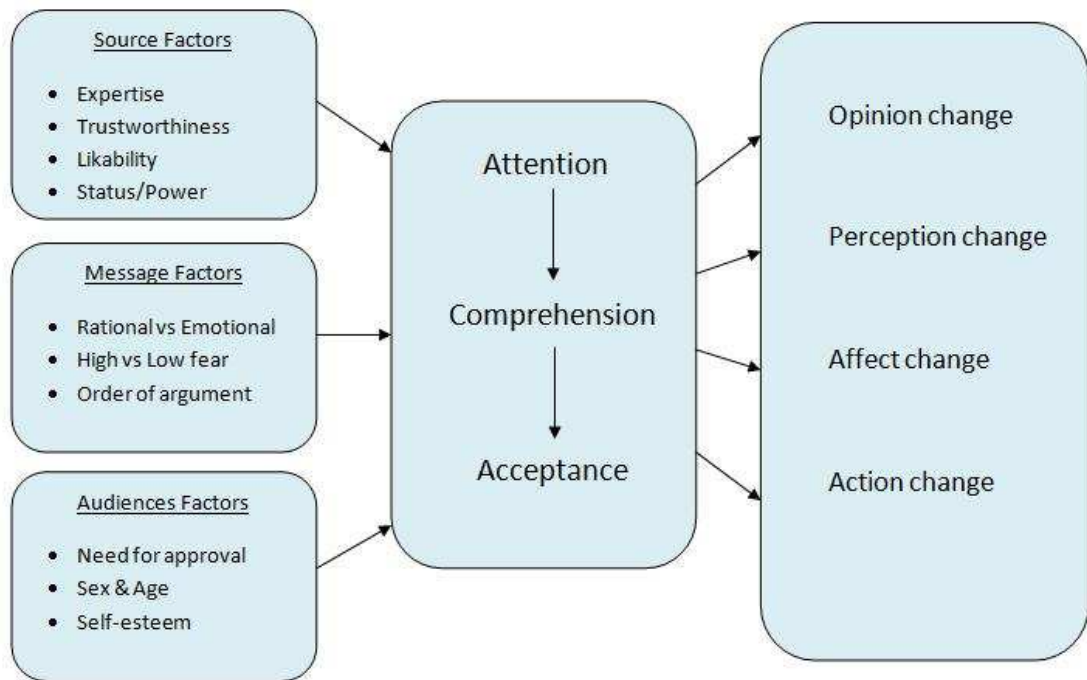 Source Factors
• Expertise
• Trustworthiness
• Likability
• Status/Power
Message Factors
• Rational vs Emotional
• High vs Low fear
• Order of argument
Audiences Factors
• Need for approval
• Sex & Age
• Self-esteem
Attention
Comprehension
Acceptance
Opinion change
Perception change
Affect change
Action change